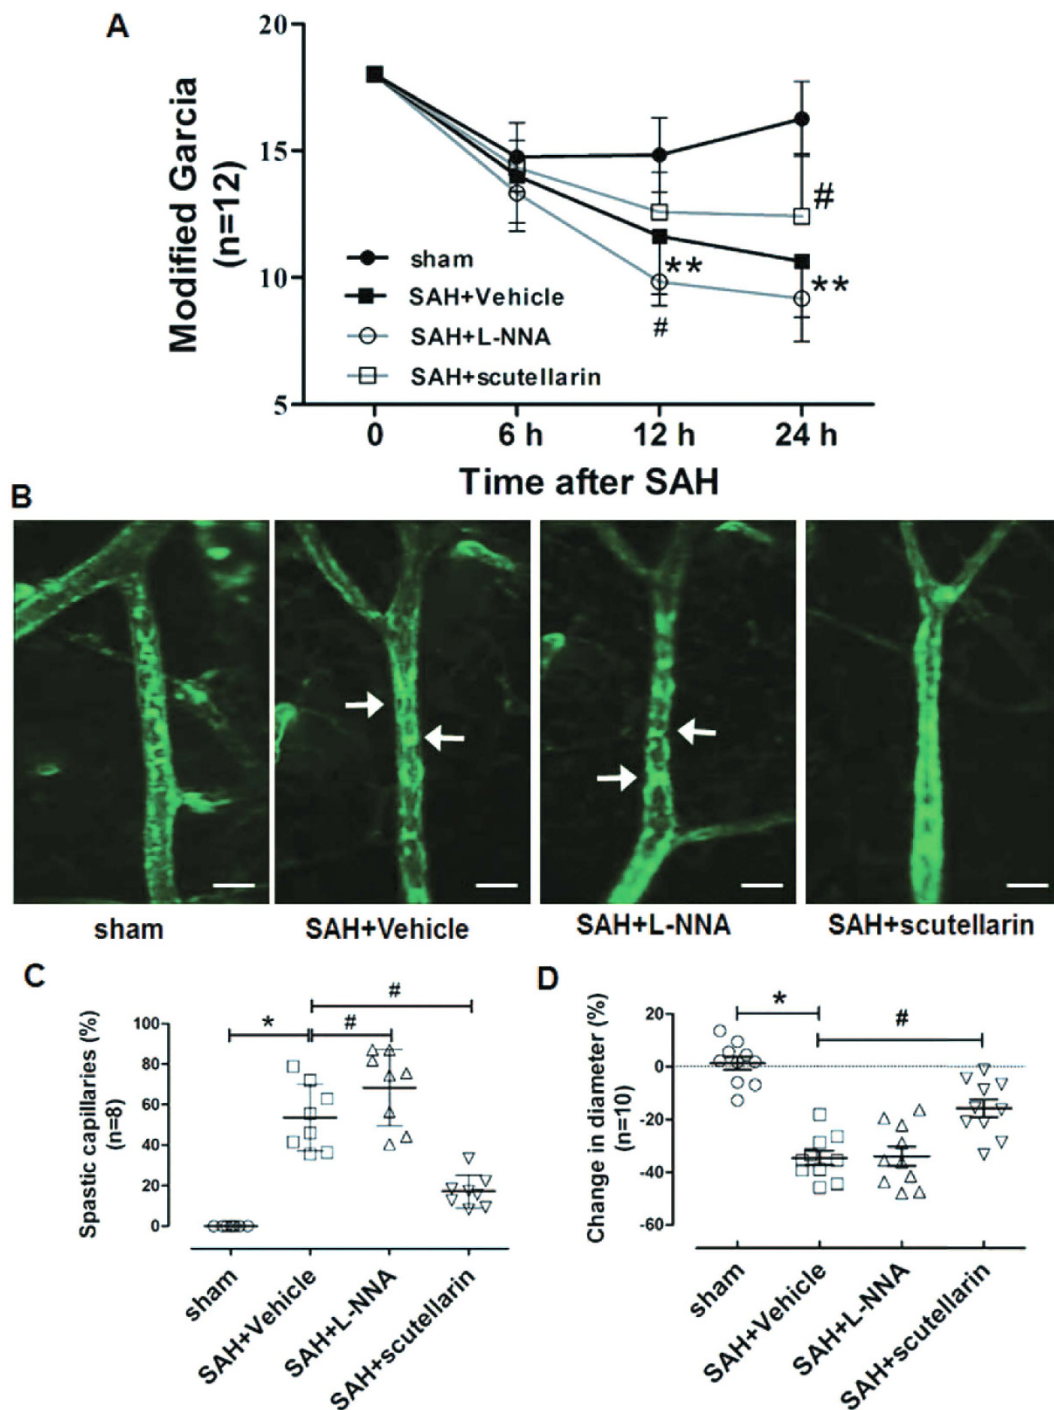 A
20
15
10
5
Modified Garcia
(n=12)
sham
SAH+Vehicle
SAH+L-NNA
SAH+scutellarin
**
#
#
**
0 6 h 12 h 24 h
Time after SAH
B
sham SAH+Vehicle SAH+L-NNA SAH+scutellarin
C
Spastic capillaries (%)
(n=8)
100
80
60
40
20
0
#
* #
sham SAH+Vehicle SAH+L-NNA SAH+scutellarin
D
Change in diameter (%)
(n=10)
20
0
-20
-40
-60
* #
sham SAH+Vehicle SAH+L-NNA SAH+scutellarin